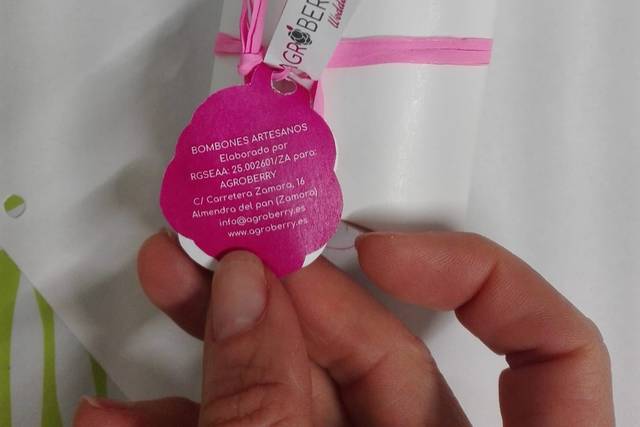 AGROBERRY
BOMBONES ARTESANOS
Elaborado por
RGSEAA: 25.002601/ZA para:
AGROBERRY
C/ Carretera Zamora, 16
Almendra del pan (Zamora)
info@agroberry.es
www.agroberry.es